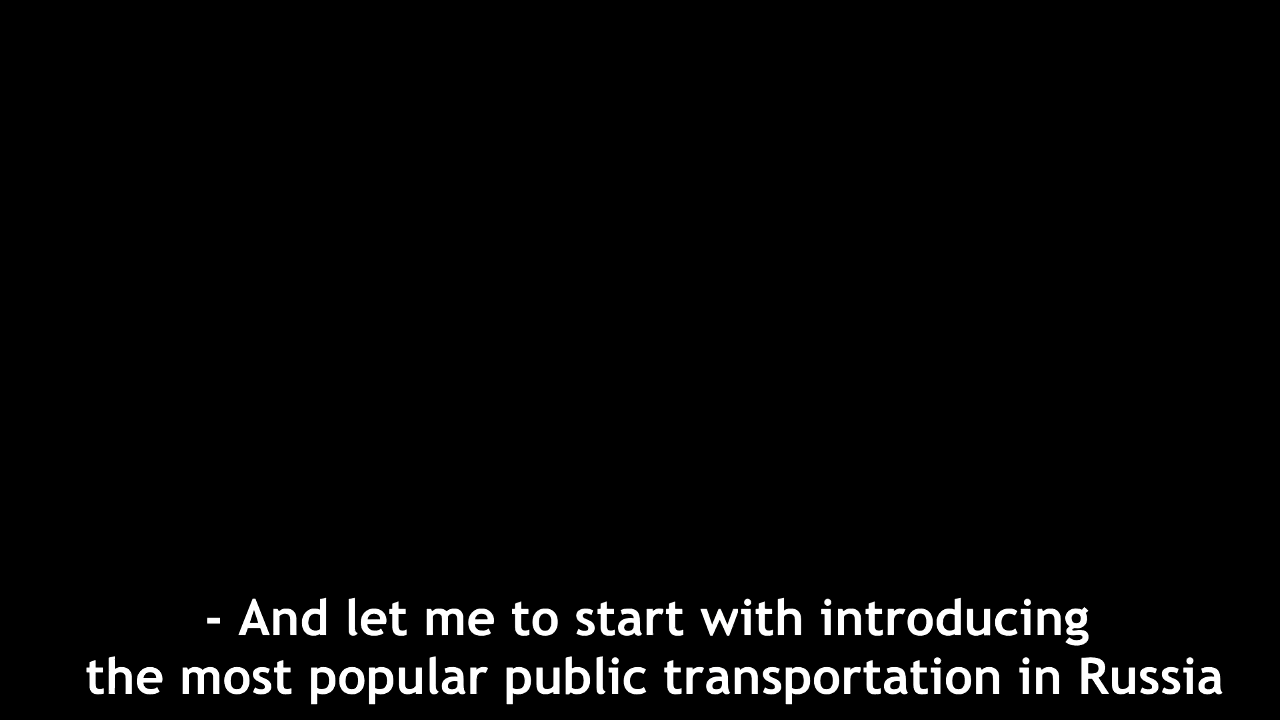 - And let me to start with introducing
the most popular public transportation in Russia